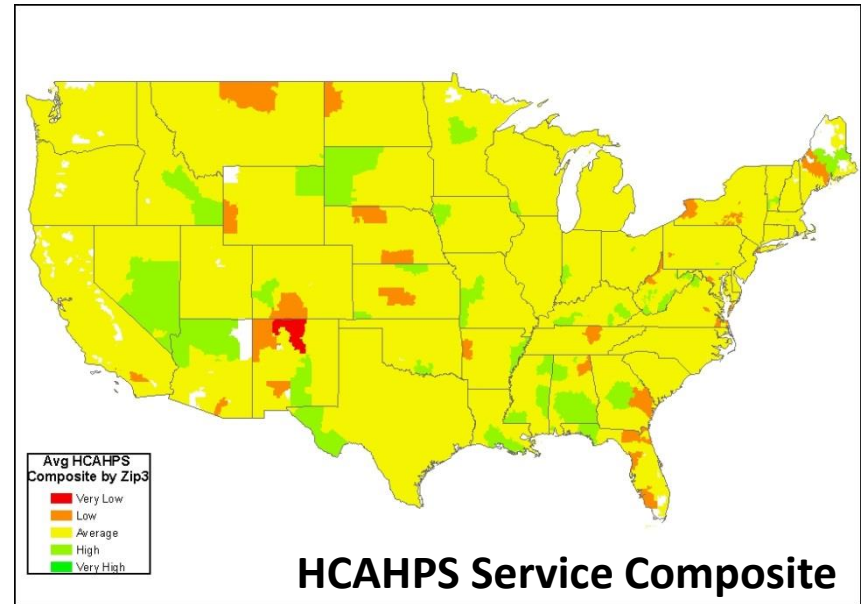 Avg HCAHPS
Composite by Zip3
Very Low
Low
Average
High
Very High
HCAHPS Service Composite